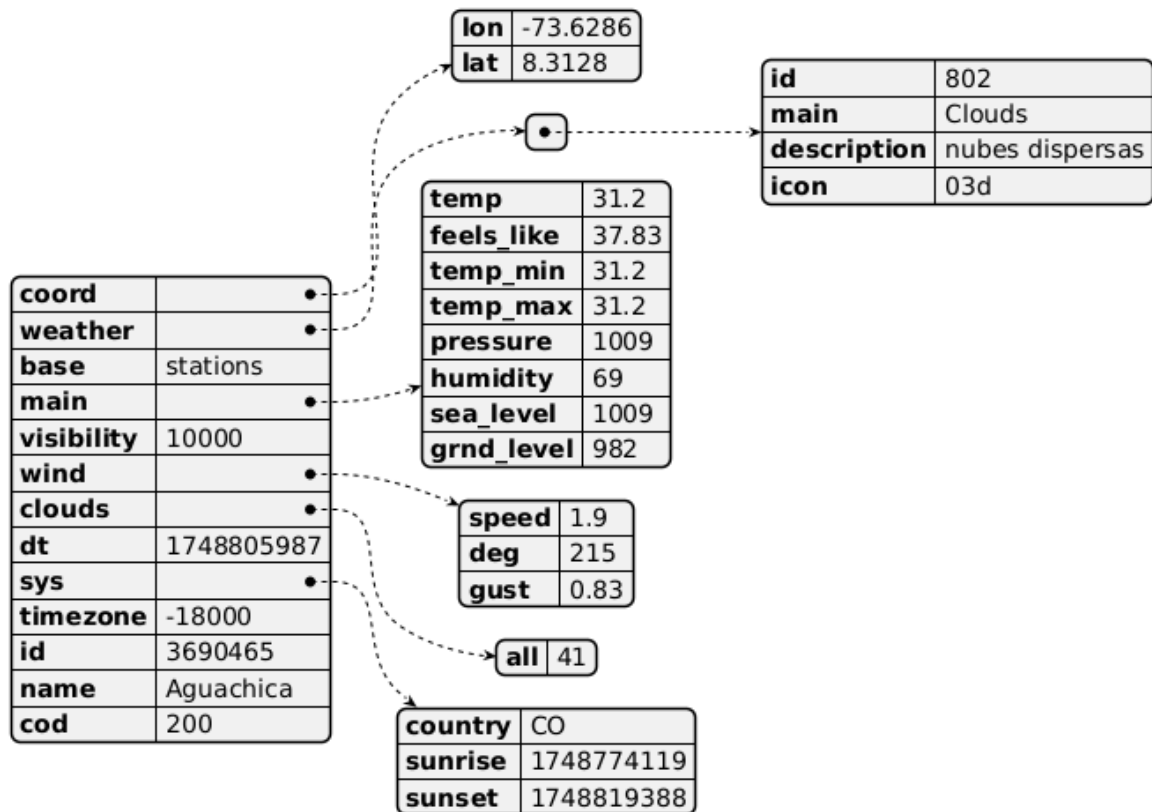 lon -73.6286
lat 8.3128
id 802
main Clouds
description nubes dispersas
icon 03d
temp 31.2
feels_like 37.83
temp_min 31.2
temp_max 31.2
pressure 1009
humidity 69
sea_level 1009
grnd_level 982
coord
weather
base stations
main
visibility 10000
wind
clouds
dt 1748805987
sys
timezone -18000
id 3690465
name Aguachica
cod 200
speed 1.9
deg 215
gust 0.83
all 41
country CO
sunrise 1748774119
sunset 1748819388